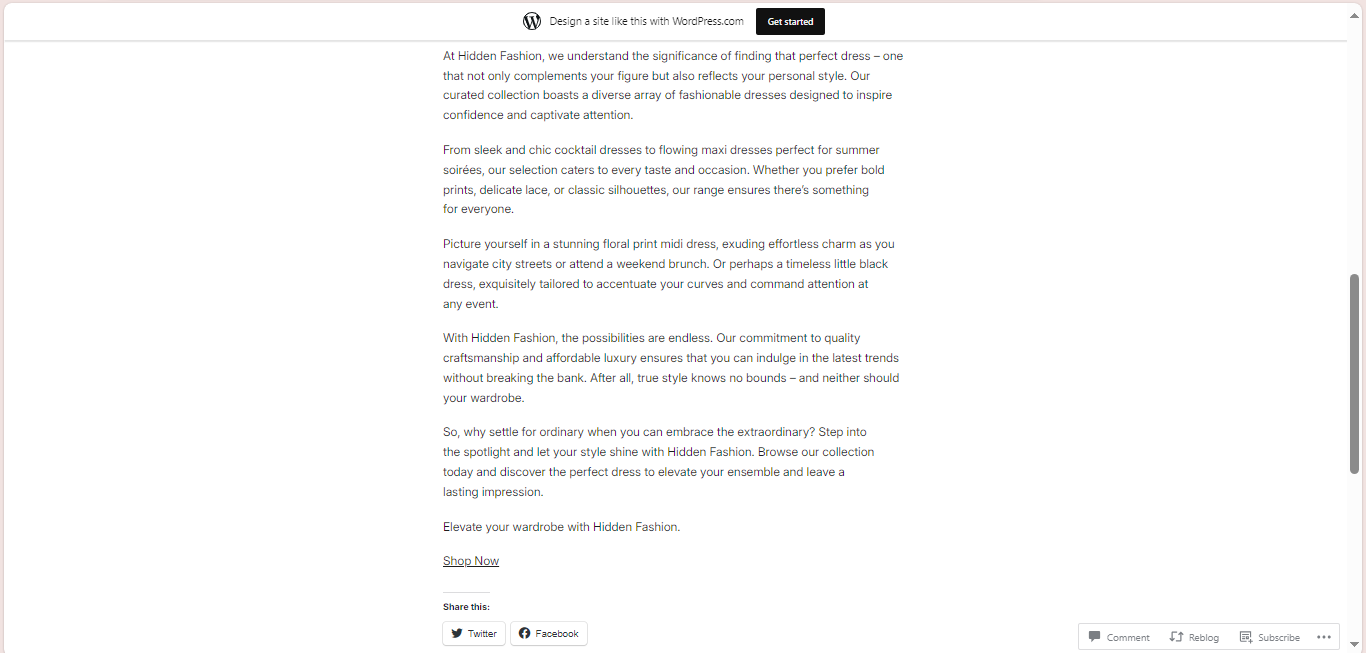 Design a site like this with WordPress.com Get started
At Hidden Fashion, we understand the significance of finding that perfect dress – one
that not only complements your figure but also reflects your personal style. Our
curated collection boasts a diverse array of fashionable dresses designed to inspire
confidence and captivate attention.
From sleek and chic cocktail dresses to flowing maxi dresses perfect for summer
soirées, our selection caters to every taste and occasion. Whether you prefer bold
prints, delicate lace, or classic silhouettes, our range ensures there’s something
for everyone.
Picture yourself in a stunning floral print midi dress, exuding effortless charm as you
navigate city streets or attend a weekend brunch. Or perhaps a timeless little black
dress, exquisitely tailored to accentuate your curves and command attention at
any event.
With Hidden Fashion, the possibilities are endless. Our commitment to quality
craftsmanship and affordable luxury ensures that you can indulge in the latest trends
without breaking the bank. After all, true style knows no bounds – and neither should
your wardrobe.
So, why settle for ordinary when you can embrace the extraordinary? Step into
the spotlight and let your style shine with Hidden Fashion. Browse our collection
today and discover the perfect dress to elevate your ensemble and leave a
lasting impression.
Elevate your wardrobe with Hidden Fashion.
Shop Now
Share this:
Twitter Facebook
Comment Reblog Subscribe